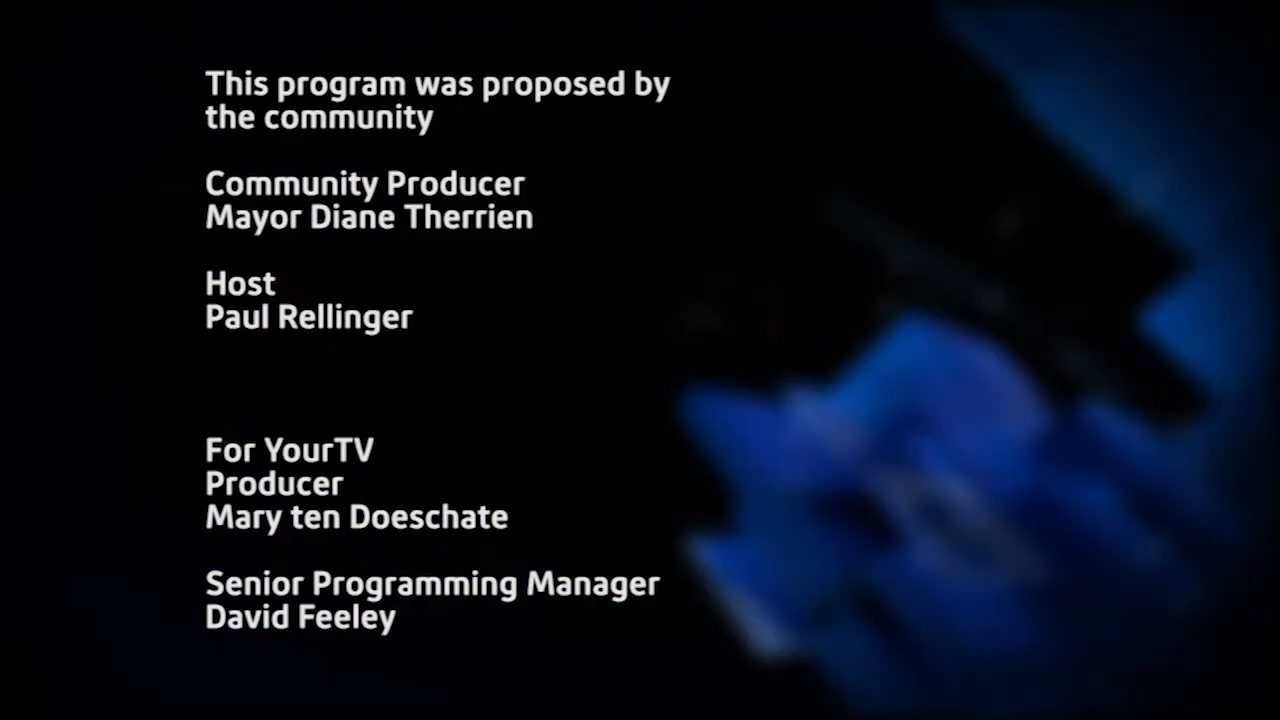 This program was proposed by
the community
Community Producer
Mayor Diane Therrien
Host
Paul Rellinger
For YourTV
Producer
Mary ten Doeschate
Senior Programming Manager
David Feeley